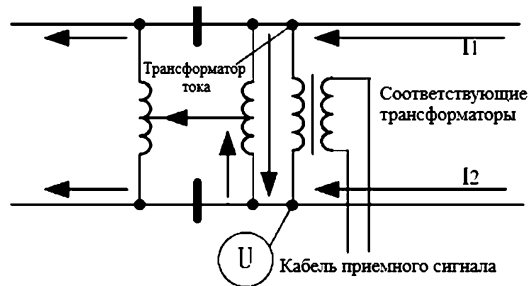 I1
Трансформатор
тока
Соответствующие
трансформаторы
I2
U
Кабель приемного сигнала